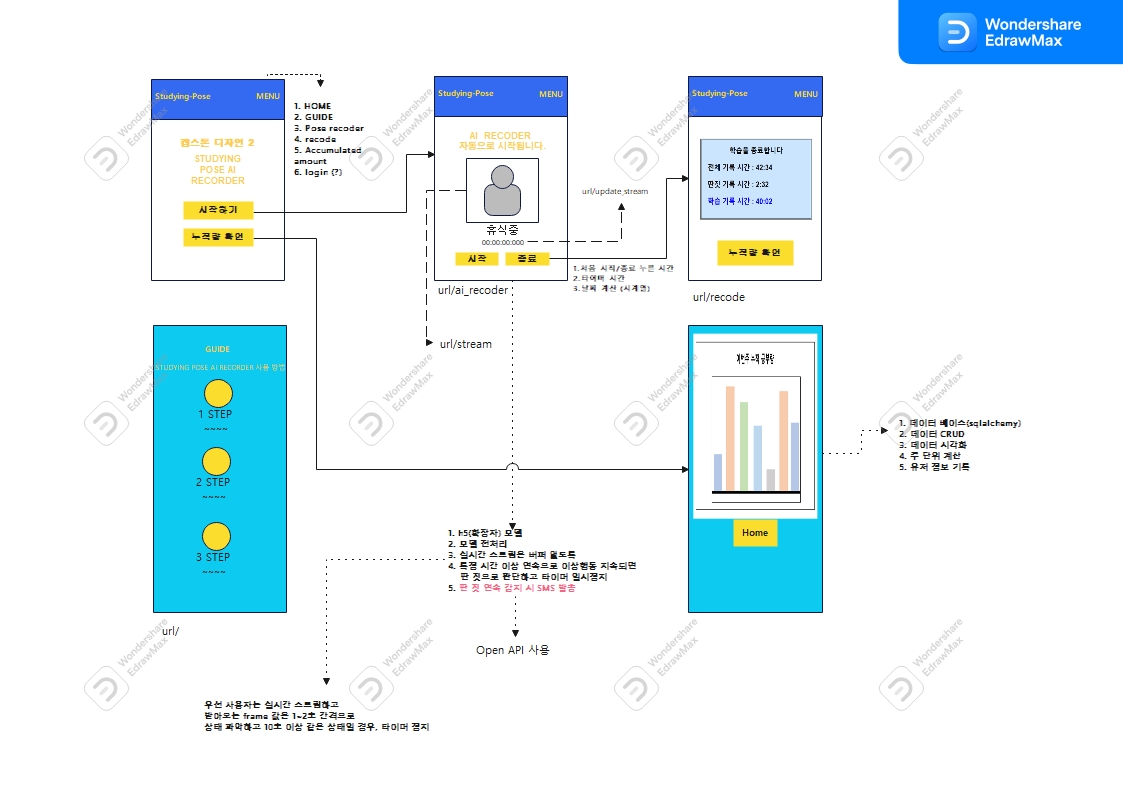 Wondershare
EdrawMax
Studying-Pose
MENU
캡스톤 디자인 2
STUDYING
POSE AI
RECORDER
시작하기
누적량 확인
1. HOME
2. GUIDE
3. Pose recoder
4. recode
5. Accumulated
amount
6. login (?)
Studying-Pose
MENU
AI RECODER
자동으로 시작됩니다.
휴식중
00:00:00:000
시작
종료
url/ai_recoder
url/stream
url/update_stream
1.처음 시작/종료 누른 시간
2.타이머 시간
3.날짜 계산 (시계열)
Studying-Pose
MENU
학습을 종료합니다
전체 기록 시간 : 42:34
딴짓 기록 시간 : 2:32
학습 기록 시간 : 40:02
누적량 확인
url/recode
GUIDE
STUDYING POSE AI RECORDER 사용 방법
1 STEP
~~~~
2 STEP
~~~~
3 STEP
~~~~
url/
이번 주 스펙 공부량
Home
1. 데이터 베이스(sqlalchemy)
2. 데이터 CRUD
3. 데이터 시각화
4. 주 단위 계산
5. 유저 정보 기록
1. h5(확장자) 모델
2. 모델 전처리
3. 실시간 스트림은 버퍼 없도록
4. 특정 시간 이상 연속으로 이상행동 지속되면
딴 짓으로 판단하고 타이머 일시정지
5. 딴 짓 연속 감지 시 SMS 발송
Open API 사용
우선 사용자는 실시간 스트림하고
받아오는 frame 값은 1~2초 간격으로
상태 파악하고 10초 이상 같은 상태일 경우, 타이머 정지